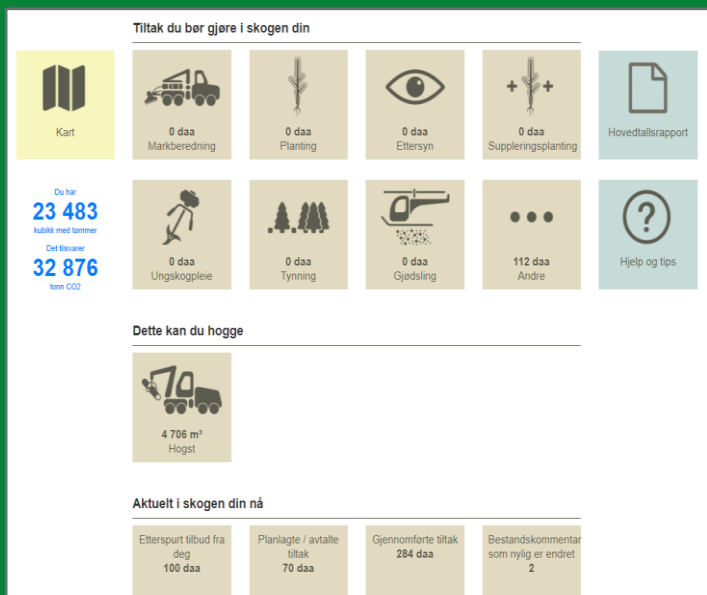 Tiltak du bør gjøre i skogen din
Kart
0 daa
Markberedning
0 daa
Planting
0 daa
Ettersyn
0 daa
Suppleringsplanting
Hovedtallsrapport
Du har
23 483
kubikk med tømmer
Det tilsvarer
32 876
tonn CO2
0 daa
Ungskogpleie
0 daa
Tynning
0 daa
Gjødsling
112 daa
Andre
?
Hjelp og tips
Dette kan du hogge
4 706 m³
Hogst
Aktuelt i skogen din nå
Etterspurt tilbud fra
deg
100 daa
Planlagte / avtalte
tiltak
70 daa
Gjennomførte tiltak
284 daa
Bestandskommentar
som nylig er endret
2